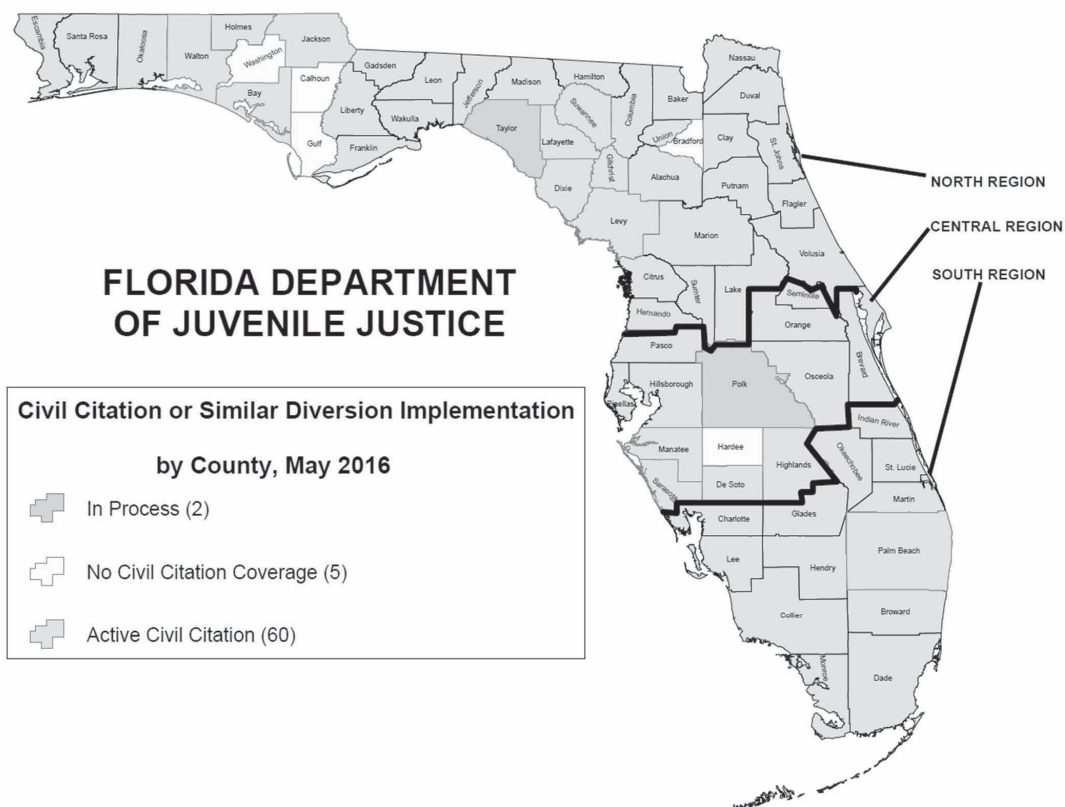 Escambia
Santa Rosa
Okaloosa
Walton
Holmes
Washington
Jackson
Bay
Calhoun
Gulf
Gadsden
Liberty
Franklin
Leon
Wakulla
Jefferson
Madison
Taylor
Hamilton
Suwannee
Lafayette
Dixie
Columbia
Gilchrist
Baker
Union
Bradford
Alachua
Levy
Nassau
Duval
Clay
St. Johns
Putnam
Flagler
Marion
Volusia
NORTH REGION
CENTRAL REGION
SOUTH REGION
Citrus
Sumter
Lake
Hernando
Seminole
Orange
Pasco
Hillsborough
Pinellas
Polk
Osceola
Brevard
Manatee
Hardee
Highlands
Indian River
Okeechobee
St. Lucie
Sarasota
De Soto
Martin
Charlotte
Glades
Lee
Hendry
Palm Beach
Collier
Broward
Monroe
Dade
FLORIDA DEPARTMENT
OF JUVENILE JUSTICE
Civil Citation or Similar Diversion Implementation
by County, May 2016
In Process (2)
No Civil Citation Coverage (5)
Active Civil Citation (60)